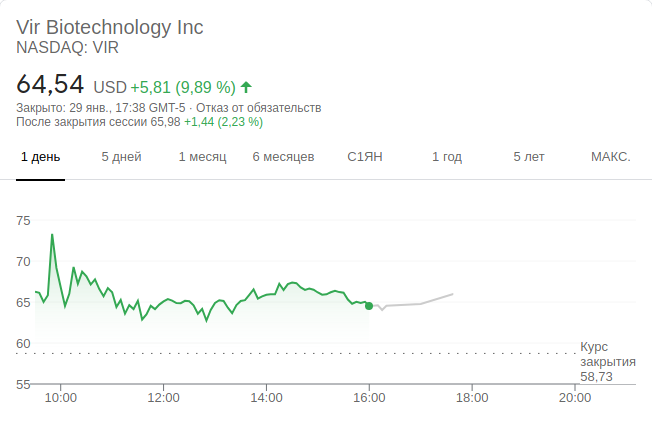 Vir Biotechnology Inc
NASDAQ: VIR
64,54 USD +5,81 (9,89 %)
Закрыто: 29 янв., 17:38 GMT-5 · Отказ от обязательств
После закрытия сессии 65,98 +1,44 (2,23 %)
1 день 5 дней 1 месяц 6 месяцев С1ЯН 1 год 5 лет МАКС.
75
70
65
60
55
Курс
закрытия
58,73
10:00 12:00 14:00 16:00 18:00 20:00